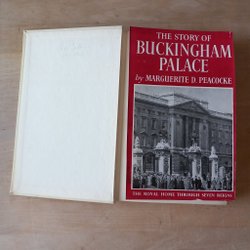 THE STORY OF
BUCKINGHAM
PALACE
by MARGUERITE D. PEACOCKE
THE ROYAL HOME THROUGH SEVEN REIGNS